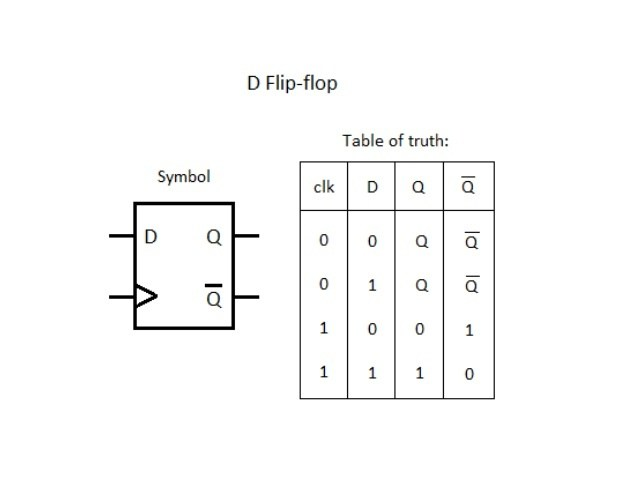 D Flip-flop
Table of truth:
Symbol
D Q
Q̅
clk D Q Q̅
0 0 Q Q̅
0 1 Q Q̅
1 0 0 1
1 1 1 0